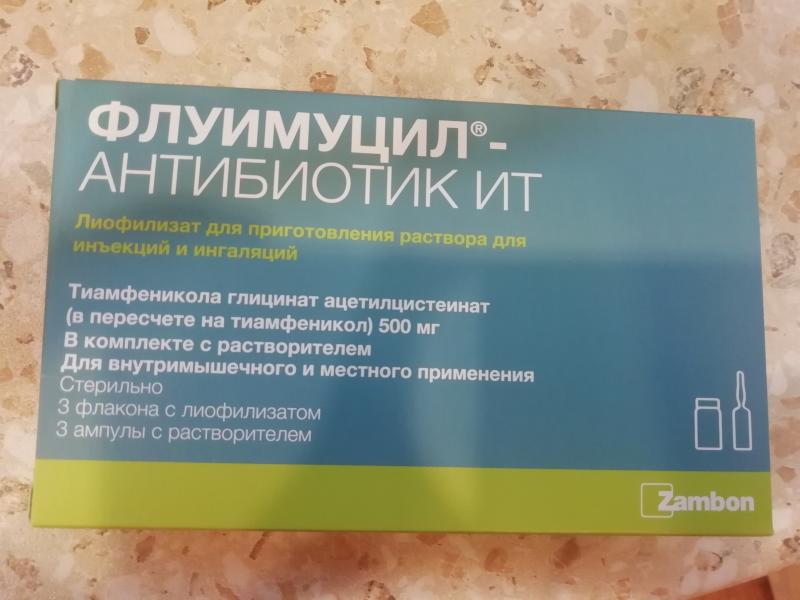 ФЛУИМУЦИЛ®-
АНТИБИОТИК ИТ
Лиофилизат для приготовления раствора для
инъекций и ингаляций
Тиамфеникола глицинат ацетилцистеинат
(в пересчете на тиамфеникол) 500 мг
В комплекте с растворителем
Для внутримышечного и местного применения
Стерильно
3 флакона с лиофилизатом
3 ампулы с растворителем
Zambon